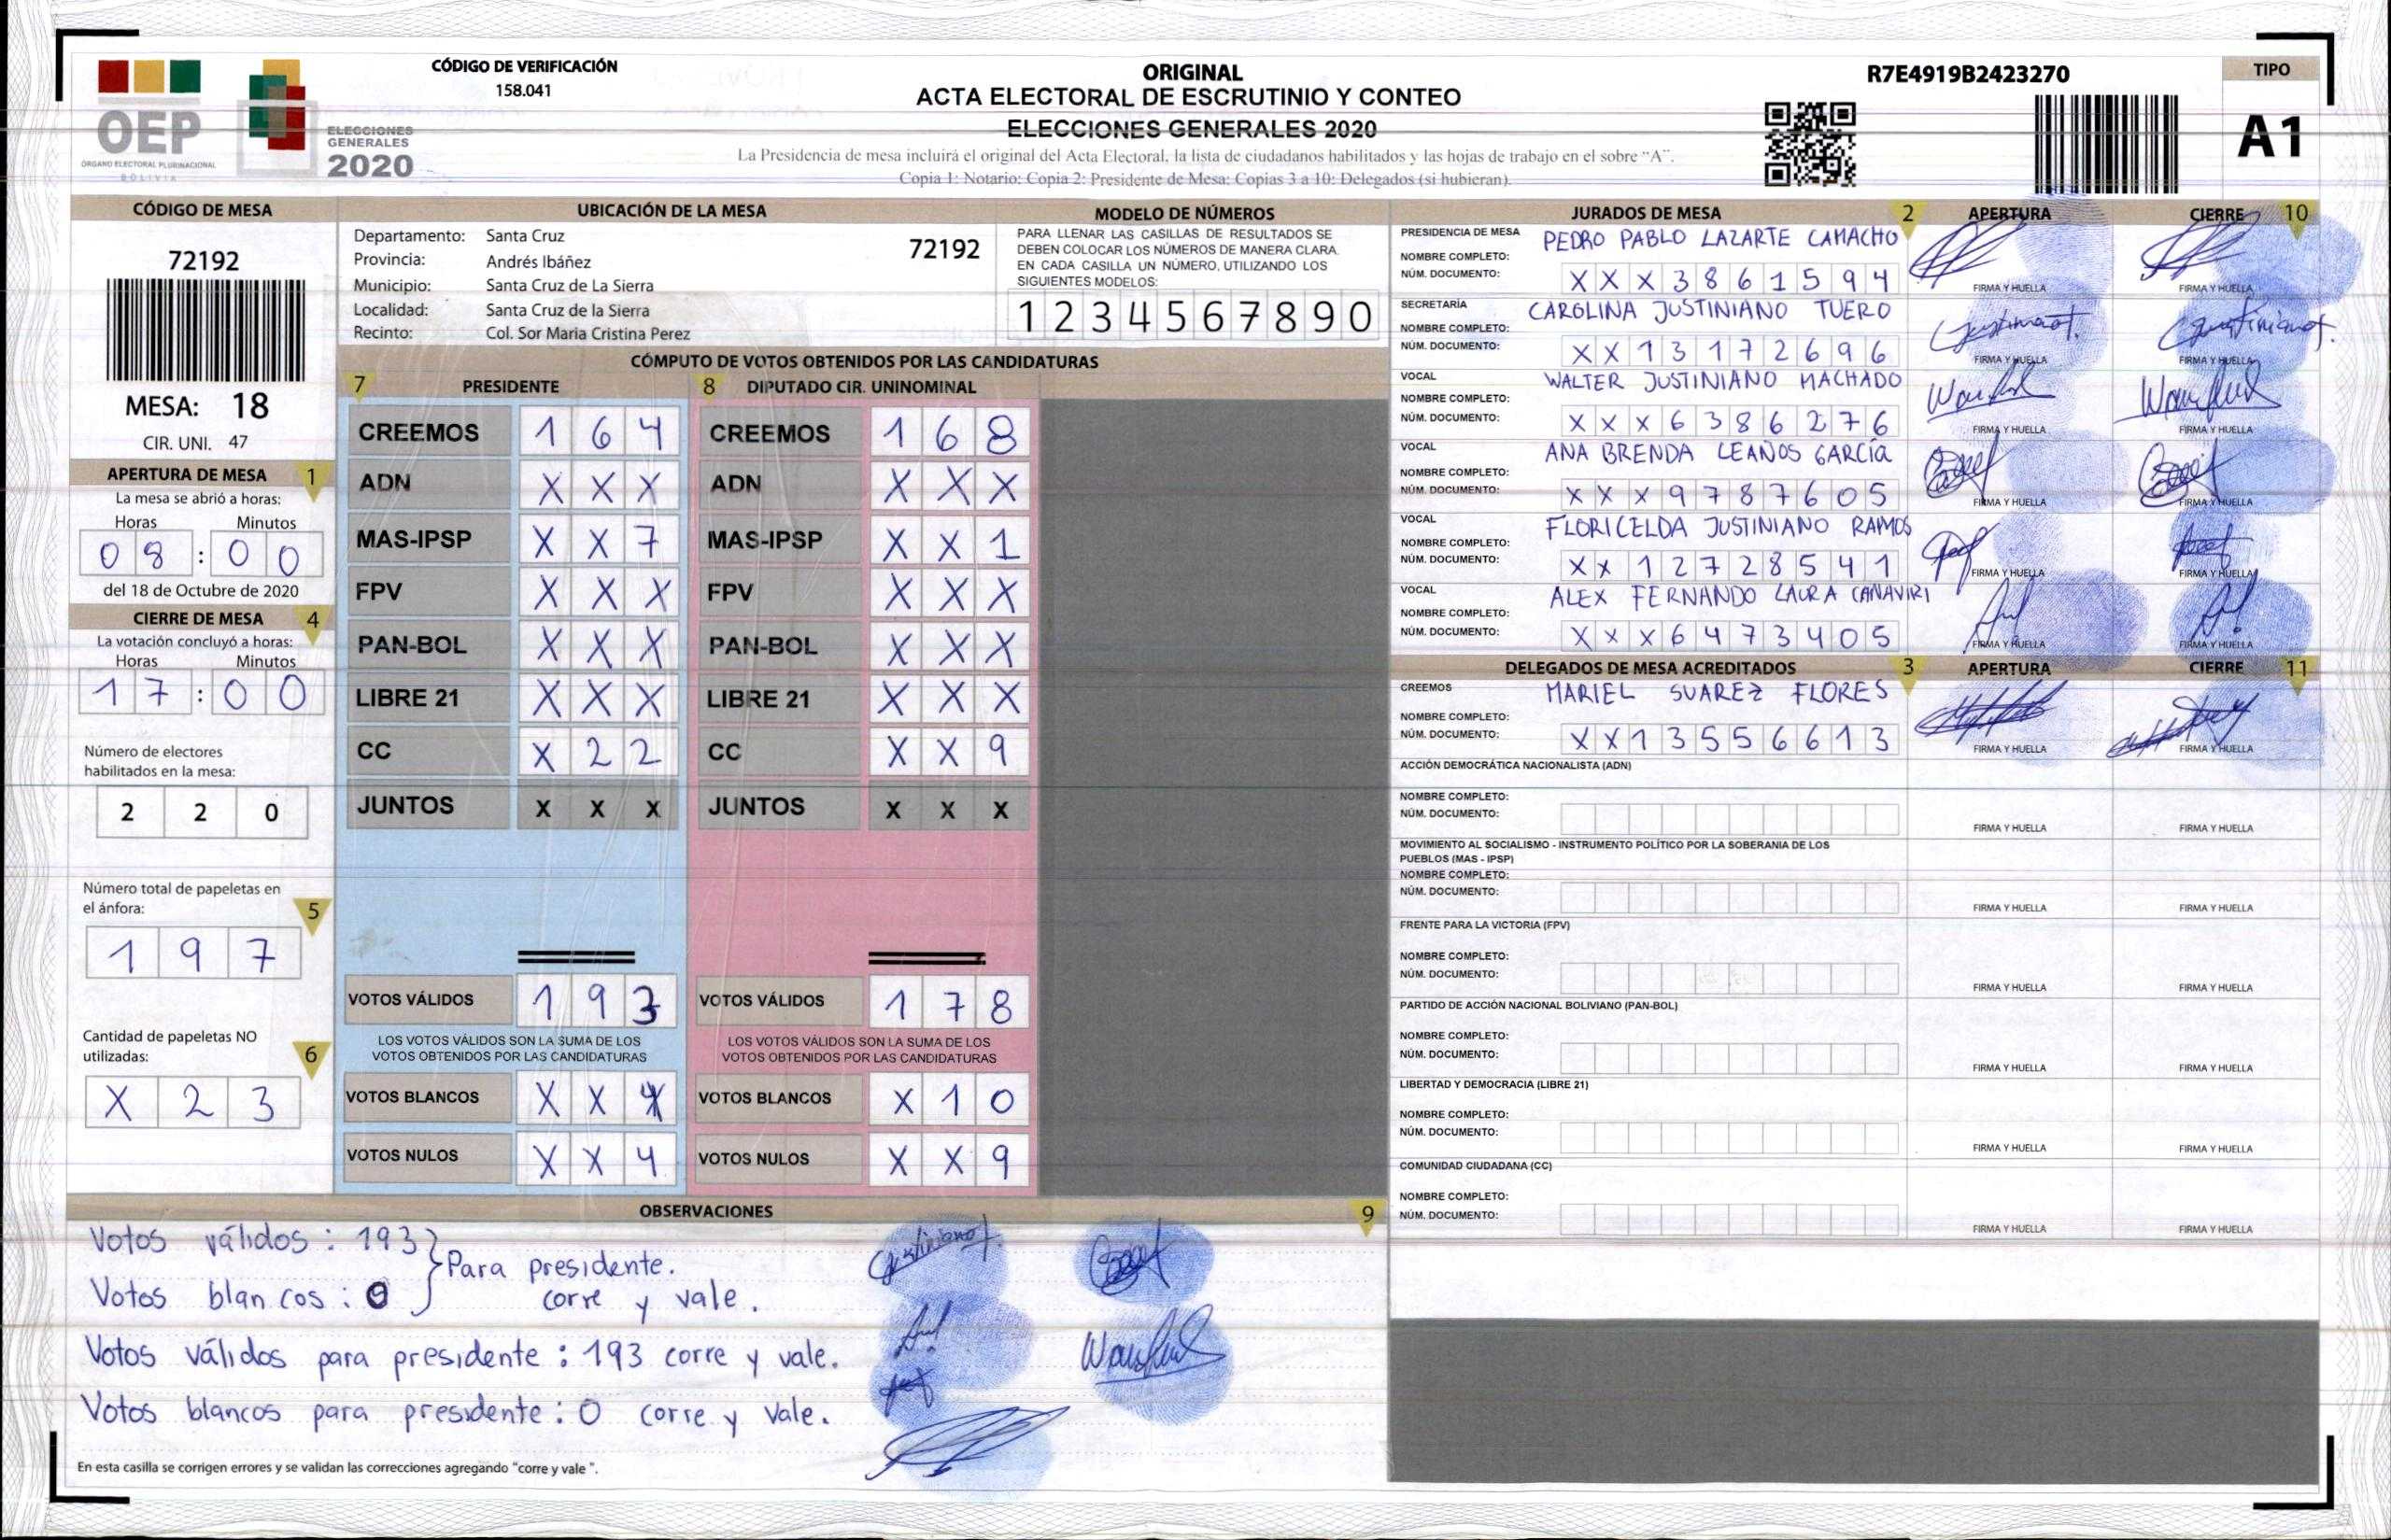 CÓDIGO DE VERIFICACIÓN
158.041
OEP
ÓRGANO ELECTORAL PLURINACIONAL
BOLIVIA
ELECCIONES
GENERALES
2020
ORIGINAL
ACTA ELECTORAL DE ESCRUTINIO Y CONTEO
ELECCIONES GENERALES 2020
La Presidencia de mesa incluirá el original del Acta Electoral, la lista de ciudadanos habilitados y las hojas de trabajo en el sobre "A".
Copia 1: Notario; Copia 2: Presidente de Mesa; Copias 3 a 10: Delegados (si hubieran).
R7E4919B2423270
TIPO
A1
CÓDIGO DE MESA
72192
MESA: 18
CIR. UNI. 47
APERTURA DE MESA 1
La mesa se abrió a horas:
Horas Minutos
08:00
del 18 de Octubre de 2020
CIERRE DE MESA 4
La votación concluyó a horas:
Horas Minutos
17:00
Número de electores
habilitados en la mesa:
2 2 0
Número total de papeletas en
el ánfora: 5
1 9 7
Cantidad de papeletas NO
utilizadas: 6
X 2 3
UBICACIÓN DE LA MESA
Departamento: Santa Cruz 72192
Provincia: Andrés Ibáñez
Municipio: Santa Cruz de La Sierra
Localidad: Santa Cruz de la Sierra
Recinto: Col. Sor Maria Cristina Perez
MODELO DE NÚMEROS
PARA LLENAR LAS CASILLAS DE RESULTADOS SE
DEBEN COLOCAR LOS NÚMEROS DE MANERA CLARA.
EN CADA CASILLA UN NÚMERO, UTILIZANDO LOS
SIGUIENTES MODELOS:
1 2 3 4 5 6 7 8 9 0
CÓMPUTO DE VOTOS OBTENIDOS POR LAS CANDIDATURAS
7 PRESIDENTE 8 DIPUTADO CIR. UNINOMINAL
CREEMOS 1 6 4 CREEMOS 1 6 8
ADN X X X ADN X X X
MAS-IPSP X X 7 MAS-IPSP X X 1
FPV X X X FPV X X X
PAN-BOL X X X PAN-BOL X X X
LIBRE 21 X X X LIBRE 21 X X X
CC X 2 2 CC X X 9
JUNTOS X X X JUNTOS X X X
VOTOS VÁLIDOS 1 9 3 VOTOS VÁLIDOS 1 7 8
LOS VOTOS VÁLIDOS SON LA SUMA DE LOS LOS VOTOS VÁLIDOS SON LA SUMA DE LOS
VOTOS OBTENIDOS POR LAS CANDIDATURAS VOTOS OBTENIDOS POR LAS CANDIDATURAS
VOTOS BLANCOS X X VOTOS BLANCOS X 1 0
VOTOS NULOS X X 4 VOTOS NULOS X X 9
JURADOS DE MESA 2 APERTURA CIERRE 10
PRESIDENCIA DE MESA PEDRO PABLO LAZARTE CAMACHO
NOMBRE COMPLETO:
NÚM. DOCUMENTO: X X X 3 8 6 1 5 9 4 FIRMA Y HUELLA FIRMA Y HUELLA
SECRETARÍA CAROLINA JUSTINIANO TUERO
NOMBRE COMPLETO:
NÚM. DOCUMENTO: X X 1 3 1 7 2 6 9 6 FIRMA Y HUELLA FIRMA Y HUELLA
VOCAL WALTER JUSTINIANO MACHADO
NOMBRE COMPLETO:
NÚM. DOCUMENTO: X X X 6 3 8 6 2 7 6 FIRMA Y HUELLA FIRMA Y HUELLA
VOCAL ANA BRENDA LEAÑOS GARCÍA
NOMBRE COMPLETO:
NÚM. DOCUMENTO: X X X 9 7 8 7 6 0 5 FIRMA Y HUELLA FIRMA Y HUELLA
VOCAL FLORICELDA JUSTINIANO RAMOS
NOMBRE COMPLETO:
NÚM. DOCUMENTO: X X 1 2 7 2 8 5 4 1 FIRMA Y HUELLA FIRMA Y HUELLA
VOCAL ALEX FERNANDO LAURA CAÑAVIRI
NOMBRE COMPLETO:
NÚM. DOCUMENTO: X X X 6 4 7 3 4 0 5 FIRMA Y HUELLA FIRMA Y HUELLA
DELEGADOS DE MESA ACREDITADOS 3 APERTURA CIERRE 11
CREEMOS MARIEL SUAREZ FLORES
NOMBRE COMPLETO:
NÚM. DOCUMENTO: X X 1 3 5 5 6 6 1 3 FIRMA Y HUELLA FIRMA Y HUELLA
ACCIÓN DEMOCRÁTICA NACIONALISTA (ADN)
NOMBRE COMPLETO:
NÚM. DOCUMENTO: FIRMA Y HUELLA FIRMA Y HUELLA
MOVIMIENTO AL SOCIALISMO - INSTRUMENTO POLÍTICO POR LA SOBERANIA DE LOS
PUEBLOS (MAS - IPSP)
NOMBRE COMPLETO:
NÚM. DOCUMENTO: FIRMA Y HUELLA FIRMA Y HUELLA
FRENTE PARA LA VICTORIA (FPV)
NOMBRE COMPLETO:
NÚM. DOCUMENTO: FIRMA Y HUELLA FIRMA Y HUELLA
PARTIDO DE ACCIÓN NACIONAL BOLIVIANO (PAN-BOL)
NOMBRE COMPLETO:
NÚM. DOCUMENTO: FIRMA Y HUELLA FIRMA Y HUELLA
LIBERTAD Y DEMOCRACIA (LIBRE 21)
NOMBRE COMPLETO:
NÚM. DOCUMENTO: FIRMA Y HUELLA FIRMA Y HUELLA
COMUNIDAD CIUDADANA (CC)
NOMBRE COMPLETO:
NÚM. DOCUMENTO: FIRMA Y HUELLA FIRMA Y HUELLA
OBSERVACIONES 9
Votos válidos : 193
Votos blancos : 0
Para presidente.
corre y vale.
Votos válidos para presidente : 193 corre y vale.
Votos blancos para presidente : 0 corre y vale.
En esta casilla se corrigen errores y se validan las correcciones agregando "corre y vale ".